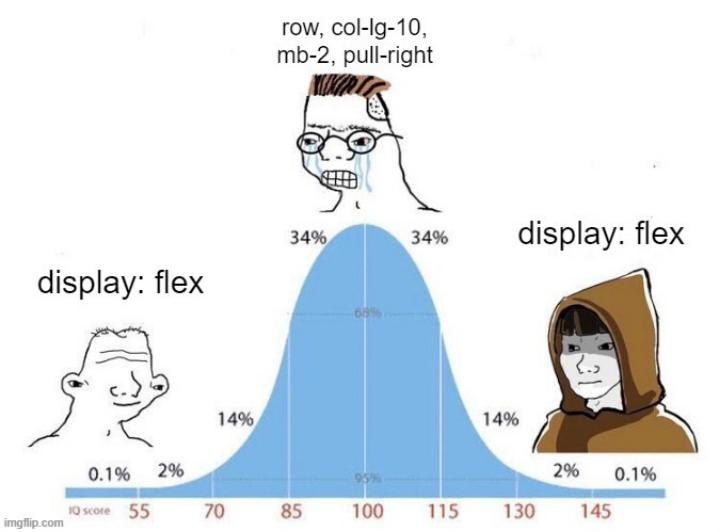 row, col-lg-10,
mb-2, pull-right
display: flex
display: flex
34% 34%
68%
14% 14%
95%
0.1% 2% 2% 0.1%
IQ score 55 70 85 100 115 130 145
imgflip.com